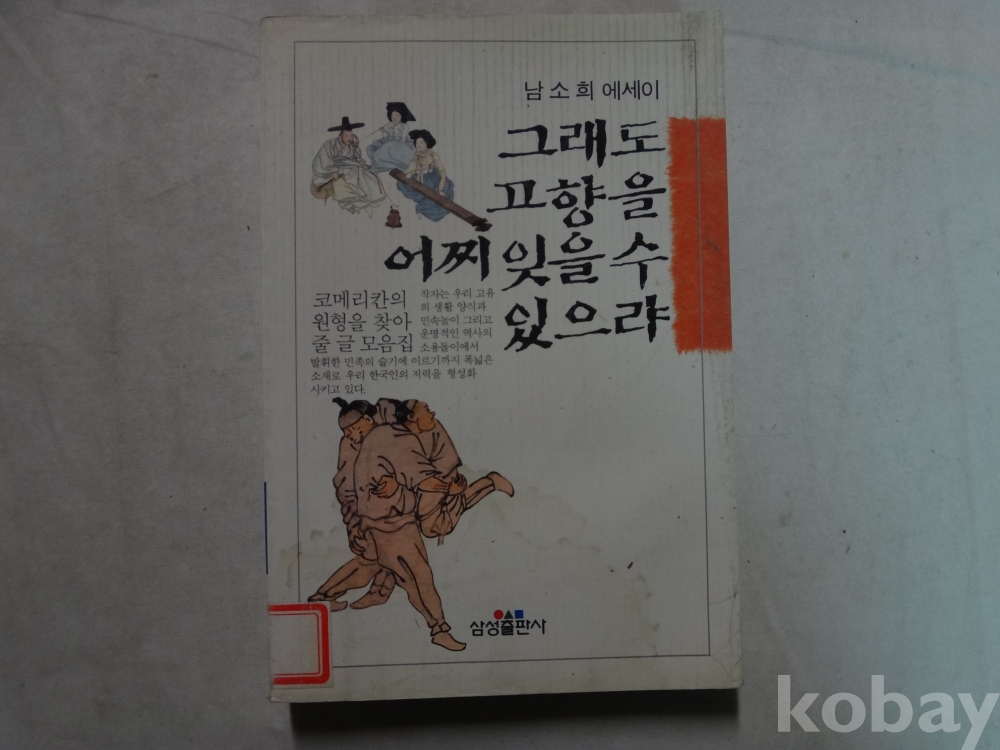 남소희 에세이
그래도
고향을
어찌 잊을 수
있으랴
코메리칸의
원형을 찾아
줄 글 모음집
작자는 우리 고유
의 생활 양식과
민속놀이 그리고
운명적인 역사의
소용돌이에서
발휘한 민족의 슬기에 이르기까지 폭넓은
소재로 우리 한국인의 저력을 형성화
시키고 있다.
삼성출판사
kobay